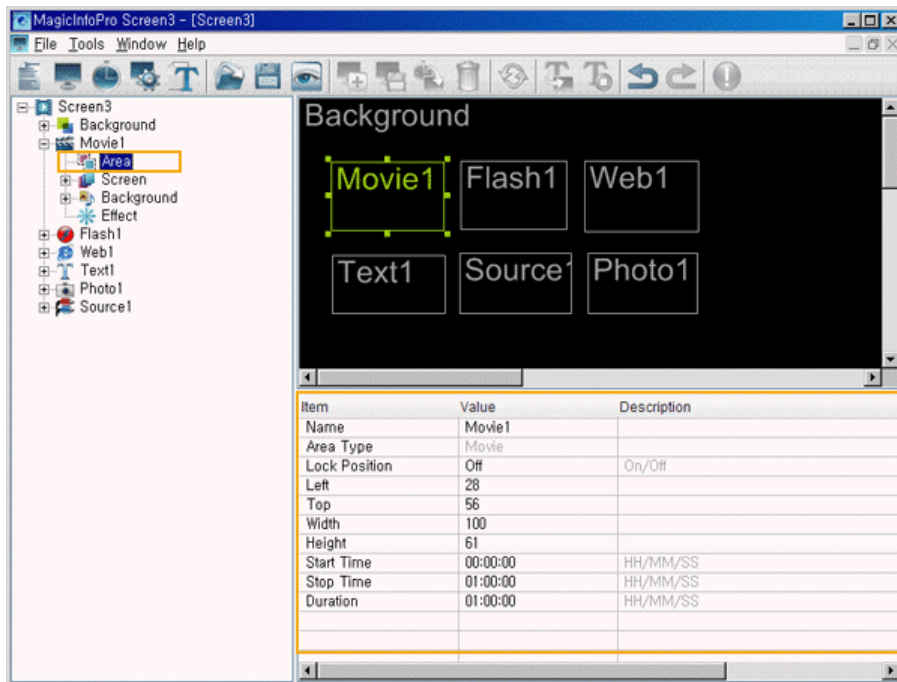 MagicInfoPro Screen3 - [Screen3]
File Tools Window Help
Screen3
Background
Movie1
Area
Screen
Background
Effect
Flash1
Web1
Text1
Photo1
Source1
Background
Movie1 Flash1 Web1
Text1 Source1 Photo1
Item Value Description
Name Movie1
Area Type Movie
Lock Position Off On/Off
Left 28
Top 56
Width 100
Height 61
Start Time 00:00:00 HH/MM/SS
Stop Time 01:00:00 HH/MM/SS
Duration 01:00:00 HH/MM/SS